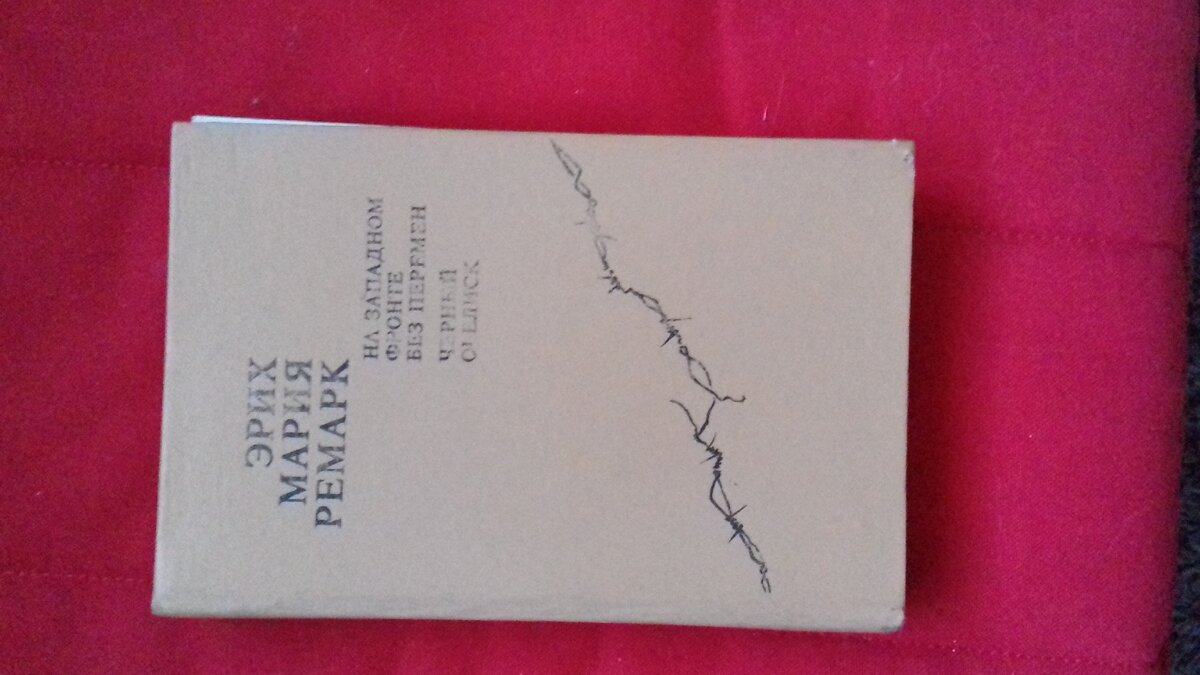 ЭРИХ
МАРИЯ
РЕМАРК
НА ЗАПАДНОМ
ФРОНТЕ
БЕЗ ПЕРЕМЕН
ЧЕРНЫЙ
ОБЕЛИСК